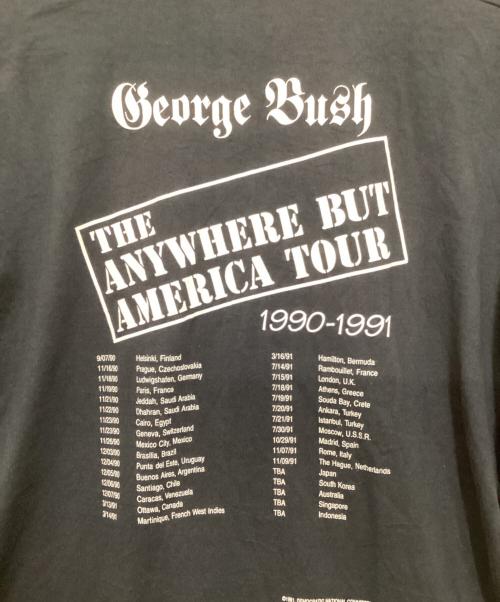 George Bush
THE
ANYWHERE BUT
AMERICA TOUR
1990-1991
9/07/90 Helsinki, Finland
11/16/90 Prague, Czechoslovakia
11/18/90 Ludwigshafen, Germany
11/19/90 Paris, France
11/21/90 Jeddah, Saudi Arabia
11/22/90 Dhahran, Saudi Arabia
11/23/90 Cairo, Egypt
11/23/90 Geneva, Switzerland
11/26/90 Mexico City, Mexico
12/03/90 Brasilia, Brazil
12/04/90 Punta del Este, Uruguay
12/05/90 Buenos Aires, Argentina
12/06/90 Santiago, Chile
12/07/90 Caracas, Venezuela
3/13/91 Ottawa, Canada
3/14/91 Martinique, French West Indies
3/16/91 Hamilton, Bermuda
7/14/91 Rambouillet, France
7/15/91 London, U.K.
7/18/91 Athens, Greece
7/19/91 Souda Bay, Crete
7/20/91 Ankara, Turkey
7/21/91 Istanbul, Turkey
7/30/91 Moscow, U.S.S.R.
10/29/91 Madrid, Spain
11/07/91 Rome, Italy
11/09/91 The Hague, Netherlands
TBA Japan
TBA South Korea
TBA Australia
TBA Singapore
TBA Indonesia
©1991, DEMOCRATIC NATIONAL